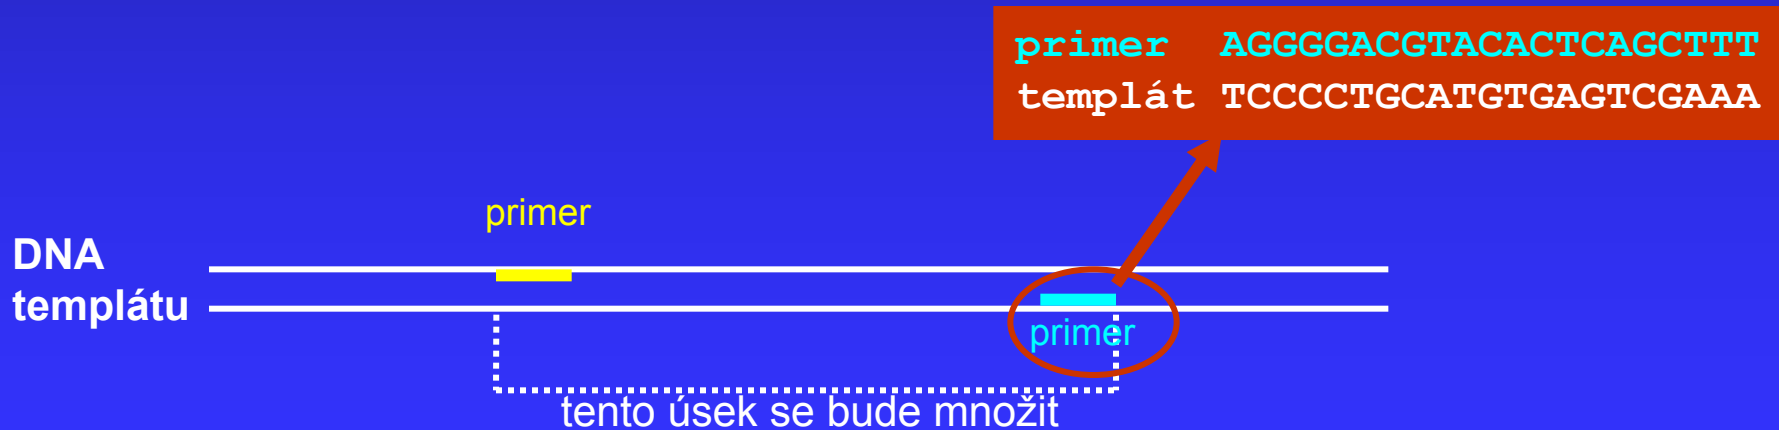 primer AGGGGACGTACACTCAGCTTT
templát TCCCCTGCATGTGAGTCGAAA
primer
DNA
templátu
primer
tento úsek se bude množit